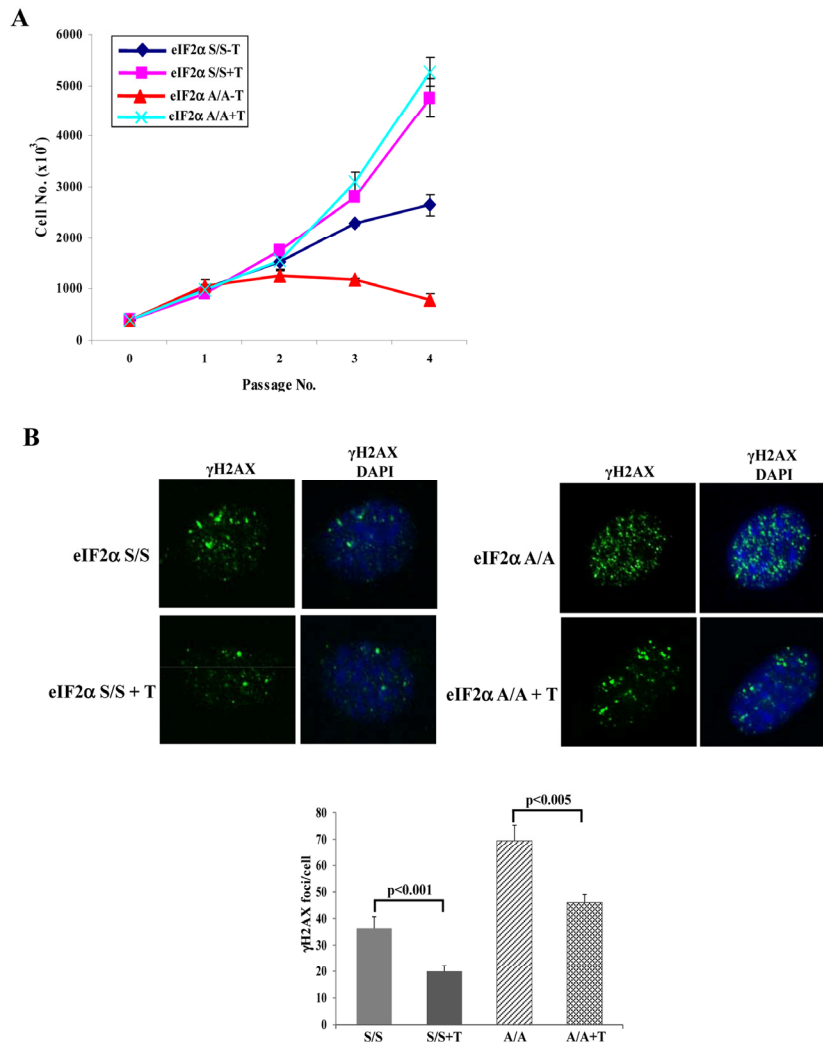 A
eIF2α S/S-T
eIF2α S/S+T
eIF2α A/A-T
eIF2α A/A+T
Cell No. (x10³)
6000
5000
4000
3000
2000
1000
0
0 1 2 3 4
Passage No.
B
γH2AX
γH2AX
DAPI
γH2AX
γH2AX
DAPI
eIF2α S/S
eIF2α A/A
eIF2α S/S + T
eIF2α A/A + T
γH2AX foci/cell
80
70
60
50
40
30
20
10
0
p<0.001
p<0.005
S/S S/S+T A/A A/A+T